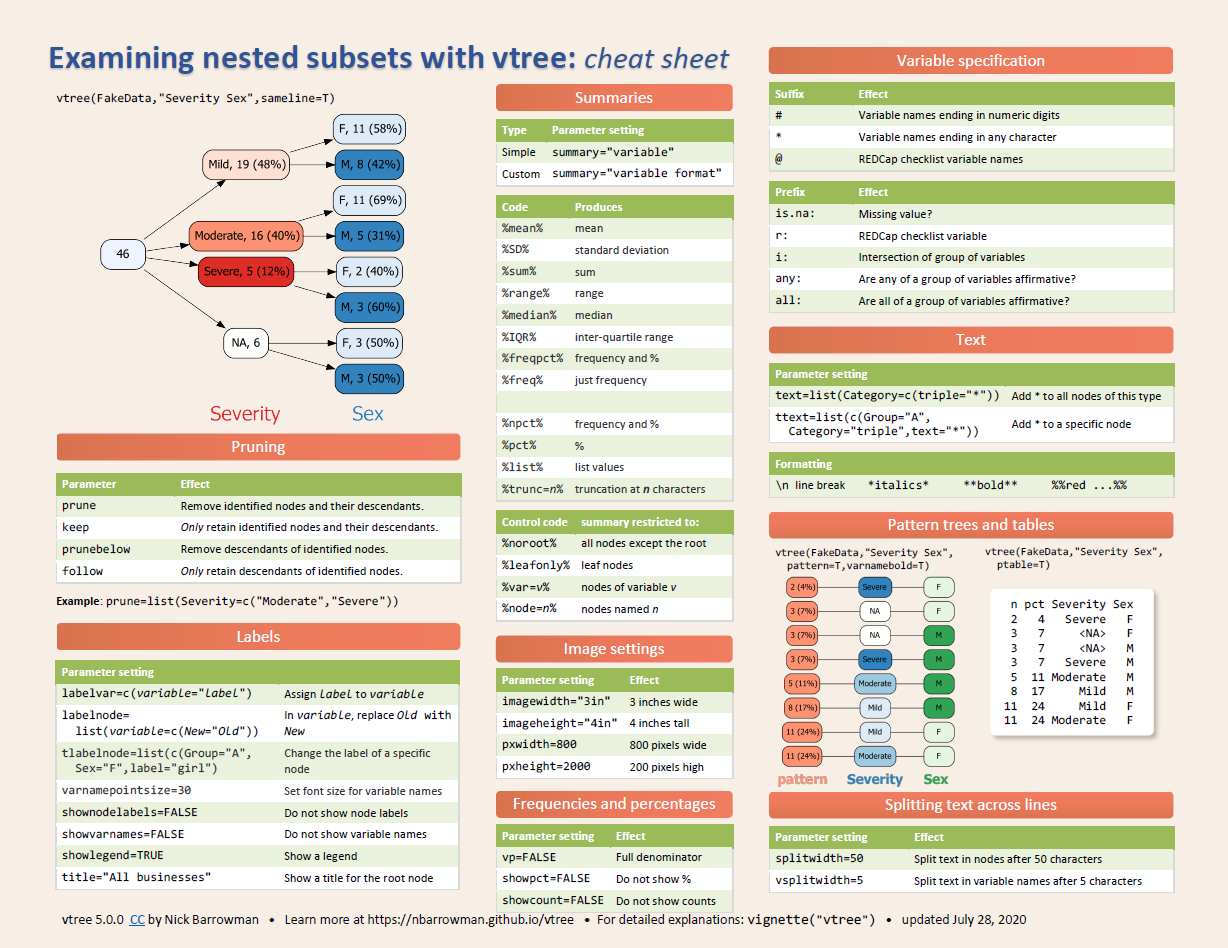 Examining nested subsets with vtree: cheat sheet
vtree(FakeData,"Severity Sex",sameline=T)
F, 11 (58%)
Mild, 19 (48%)
M, 8 (42%)
F, 11 (69%)
Moderate, 16 (40%)
M, 5 (31%)
46
Severe, 5 (12%)
F, 2 (40%)
M, 3 (60%)
NA, 6
F, 3 (50%)
M, 3 (50%)
Severity Sex
Pruning
Parameter Effect
prune Remove identified nodes and their descendants.
keep Only retain identified nodes and their descendants.
prunebelow Remove descendants of identified nodes.
follow Only retain descendants of identified nodes.
Example: prune=list(Severity=c("Moderate","Severe"))
Labels
Parameter setting
labelvar=c(variable="Label") Assign Label to variable
labelnode= In variable, replace Old with
list(variable=c(New="Old")) New
tlabelnode=list(c(Group="A", Change the label of a specific
Sex="F",label="girl") node
varnamepointsize=30 Set font size for variable names
shownodelabels=FALSE Do not show node labels
showvarnames=FALSE Do not show variable names
showlegend=TRUE Show a legend
title="All businesses" Show a title for the root node
Summaries
Type Parameter setting
Simple summary="variable"
Custom summary="variable format"
Code Produces
%mean% mean
%SD% standard deviation
%sum% sum
%range% range
%median% median
%IQR% inter-quartile range
%freqpct% frequency and %
%freq% just frequency
%npct% frequency and %
%pct% %
%list% list values
%trunc=n% truncation at n characters
Control code summary restricted to:
%noroot% all nodes except the root
%leafonly% leaf nodes
%var=v% nodes of variable v
%node=n% nodes named n
Image settings
Parameter setting Effect
imagewidth="3in" 3 inches wide
imageheight="4in" 4 inches tall
pxwidth=800 800 pixels wide
pxheight=2000 200 pixels high
Frequencies and percentages
Parameter setting Effect
vp=FALSE Full denominator
showpct=FALSE Do not show %
showcount=FALSE Do not show counts
Variable specification
Suffix Effect
# Variable names ending in numeric digits
* Variable names ending in any character
@ REDCap checklist variable names
Prefix Effect
is.na: Missing value?
r: REDCap checklist variable
i: Intersection of group of variables
any: Are any of a group of variables affirmative?
all: Are all of a group of variables affirmative?
Text
Parameter setting
text=list(Category=c(triple="*")) Add * to all nodes of this type
ttext=list(c(Group="A", Add * to a specific node
Category="triple",text="*"))
Formatting
\n line break *italics* **bold** %%red ...%%
Pattern trees and tables
vtree(FakeData,"Severity Sex",
pattern=T,varnamebold=T)
2 (4%) Severe F
3 (7%) NA F
3 (7%) NA M
3 (7%) Severe M
5 (11%) Moderate M
8 (17%) Mild M
11 (24%) Mild F
11 (24%) Moderate F
pattern Severity Sex
vtree(FakeData,"Severity Sex",
ptable=T)
n pct Severity Sex
2 4 Severe F
3 7 <NA> F
3 7 <NA> M
3 7 Severe M
5 11 Moderate M
8 17 Mild M
11 24 Mild F
11 24 Moderate F
Splitting text across lines
Parameter setting Effect
splitwidth=50 Split text in nodes after 50 characters
vsplitwidth=5 Split text in variable names after 5 characters
vtree 5.0.0 CC by Nick Barrowman • Learn more at https://nbarrowman.github.io/vtree • For detailed explanations: vignette("vtree") • updated July 28, 2020